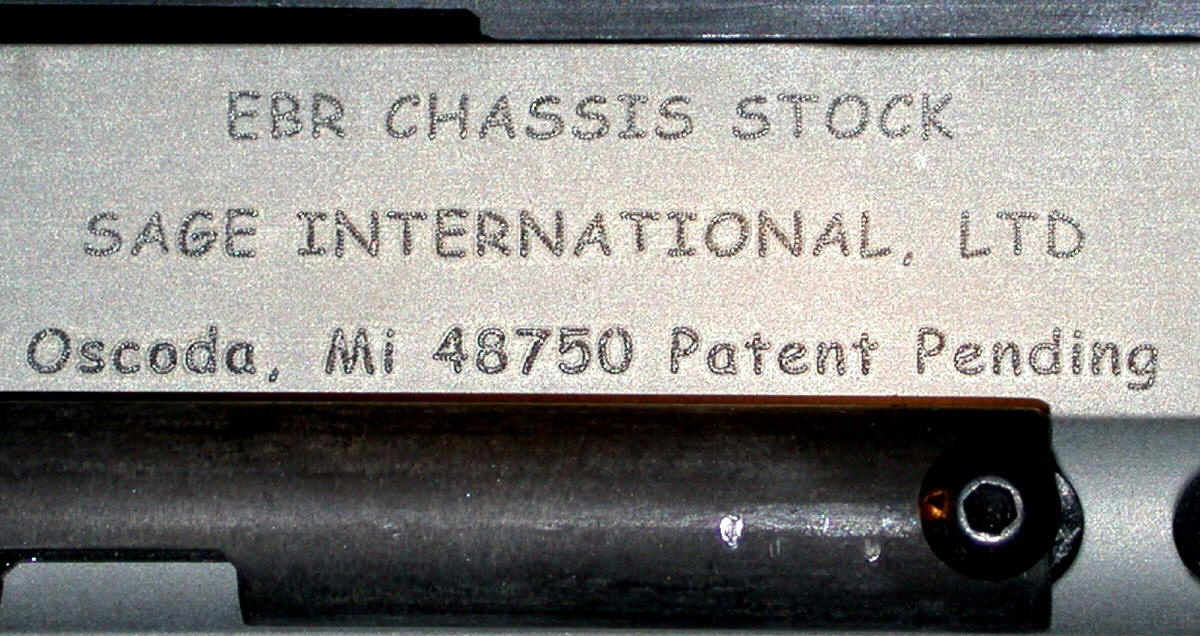 EBR CHASSIS STOCK
SAGE INTERNATIONAL, LTD
Oscoda, Mi 48750 Patent Pending